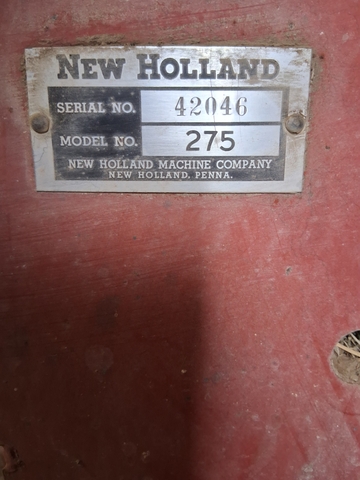 NEW HOLLAND
SERIAL NO. 42046
MODEL NO. 275
NEW HOLLAND MACHINE COMPANY
NEW HOLLAND, PENNA.